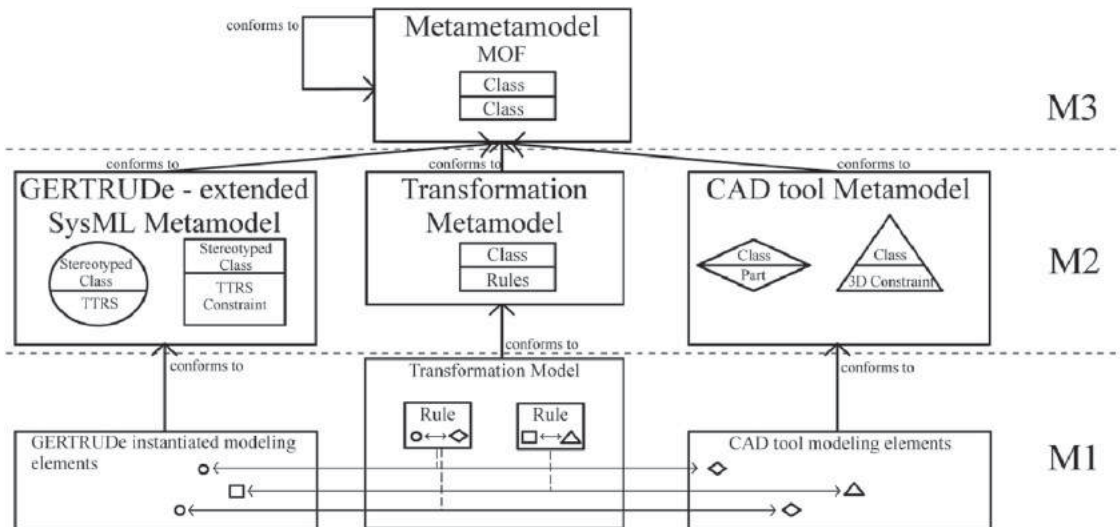 conforms to
Metametamodel
MOF
Class
Class
M3
conforms to
conforms to
conforms to
GERTRUDe - extended
SysML Metamodel
Stereotyped
Class
TTRS
Stereotyped
Class
TTRS
Constraint
Transformation
Metamodel
Class
Rules
CAD tool Metamodel
Class
Part
Class
3D Constraint
M2
conforms to
conforms to
conforms to
Transformation Model
Rule
Rule
GERTRUDe instantiated modeling
elements
CAD tool modeling elements
M1